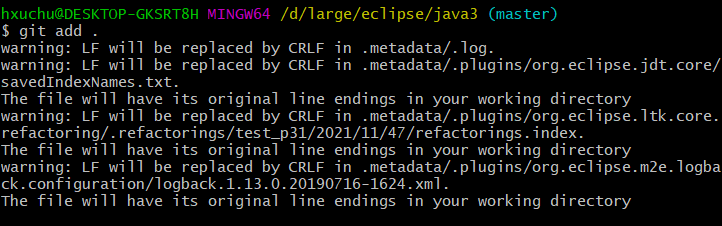 hxuchu@DESKTOP-GKSRT8H MINGW64 /d/large/eclipse/java3 (master)
$ git add .
warning: LF will be replaced by CRLF in .metadata/.log.
warning: LF will be replaced by CRLF in .metadata/.plugins/org.eclipse.jdt.core/
savedIndexNames.txt.
The file will have its original line endings in your working directory
warning: LF will be replaced by CRLF in .metadata/.plugins/org.eclipse.ltk.core.
refactoring/.refactorings/test_p31/2021/11/47/refactorings.index.
The file will have its original line endings in your working directory
warning: LF will be replaced by CRLF in .metadata/.plugins/org.eclipse.m2e.logba
ck.configuration/logback.1.13.0.20190716-1624.xml.
The file will have its original line endings in your working directory